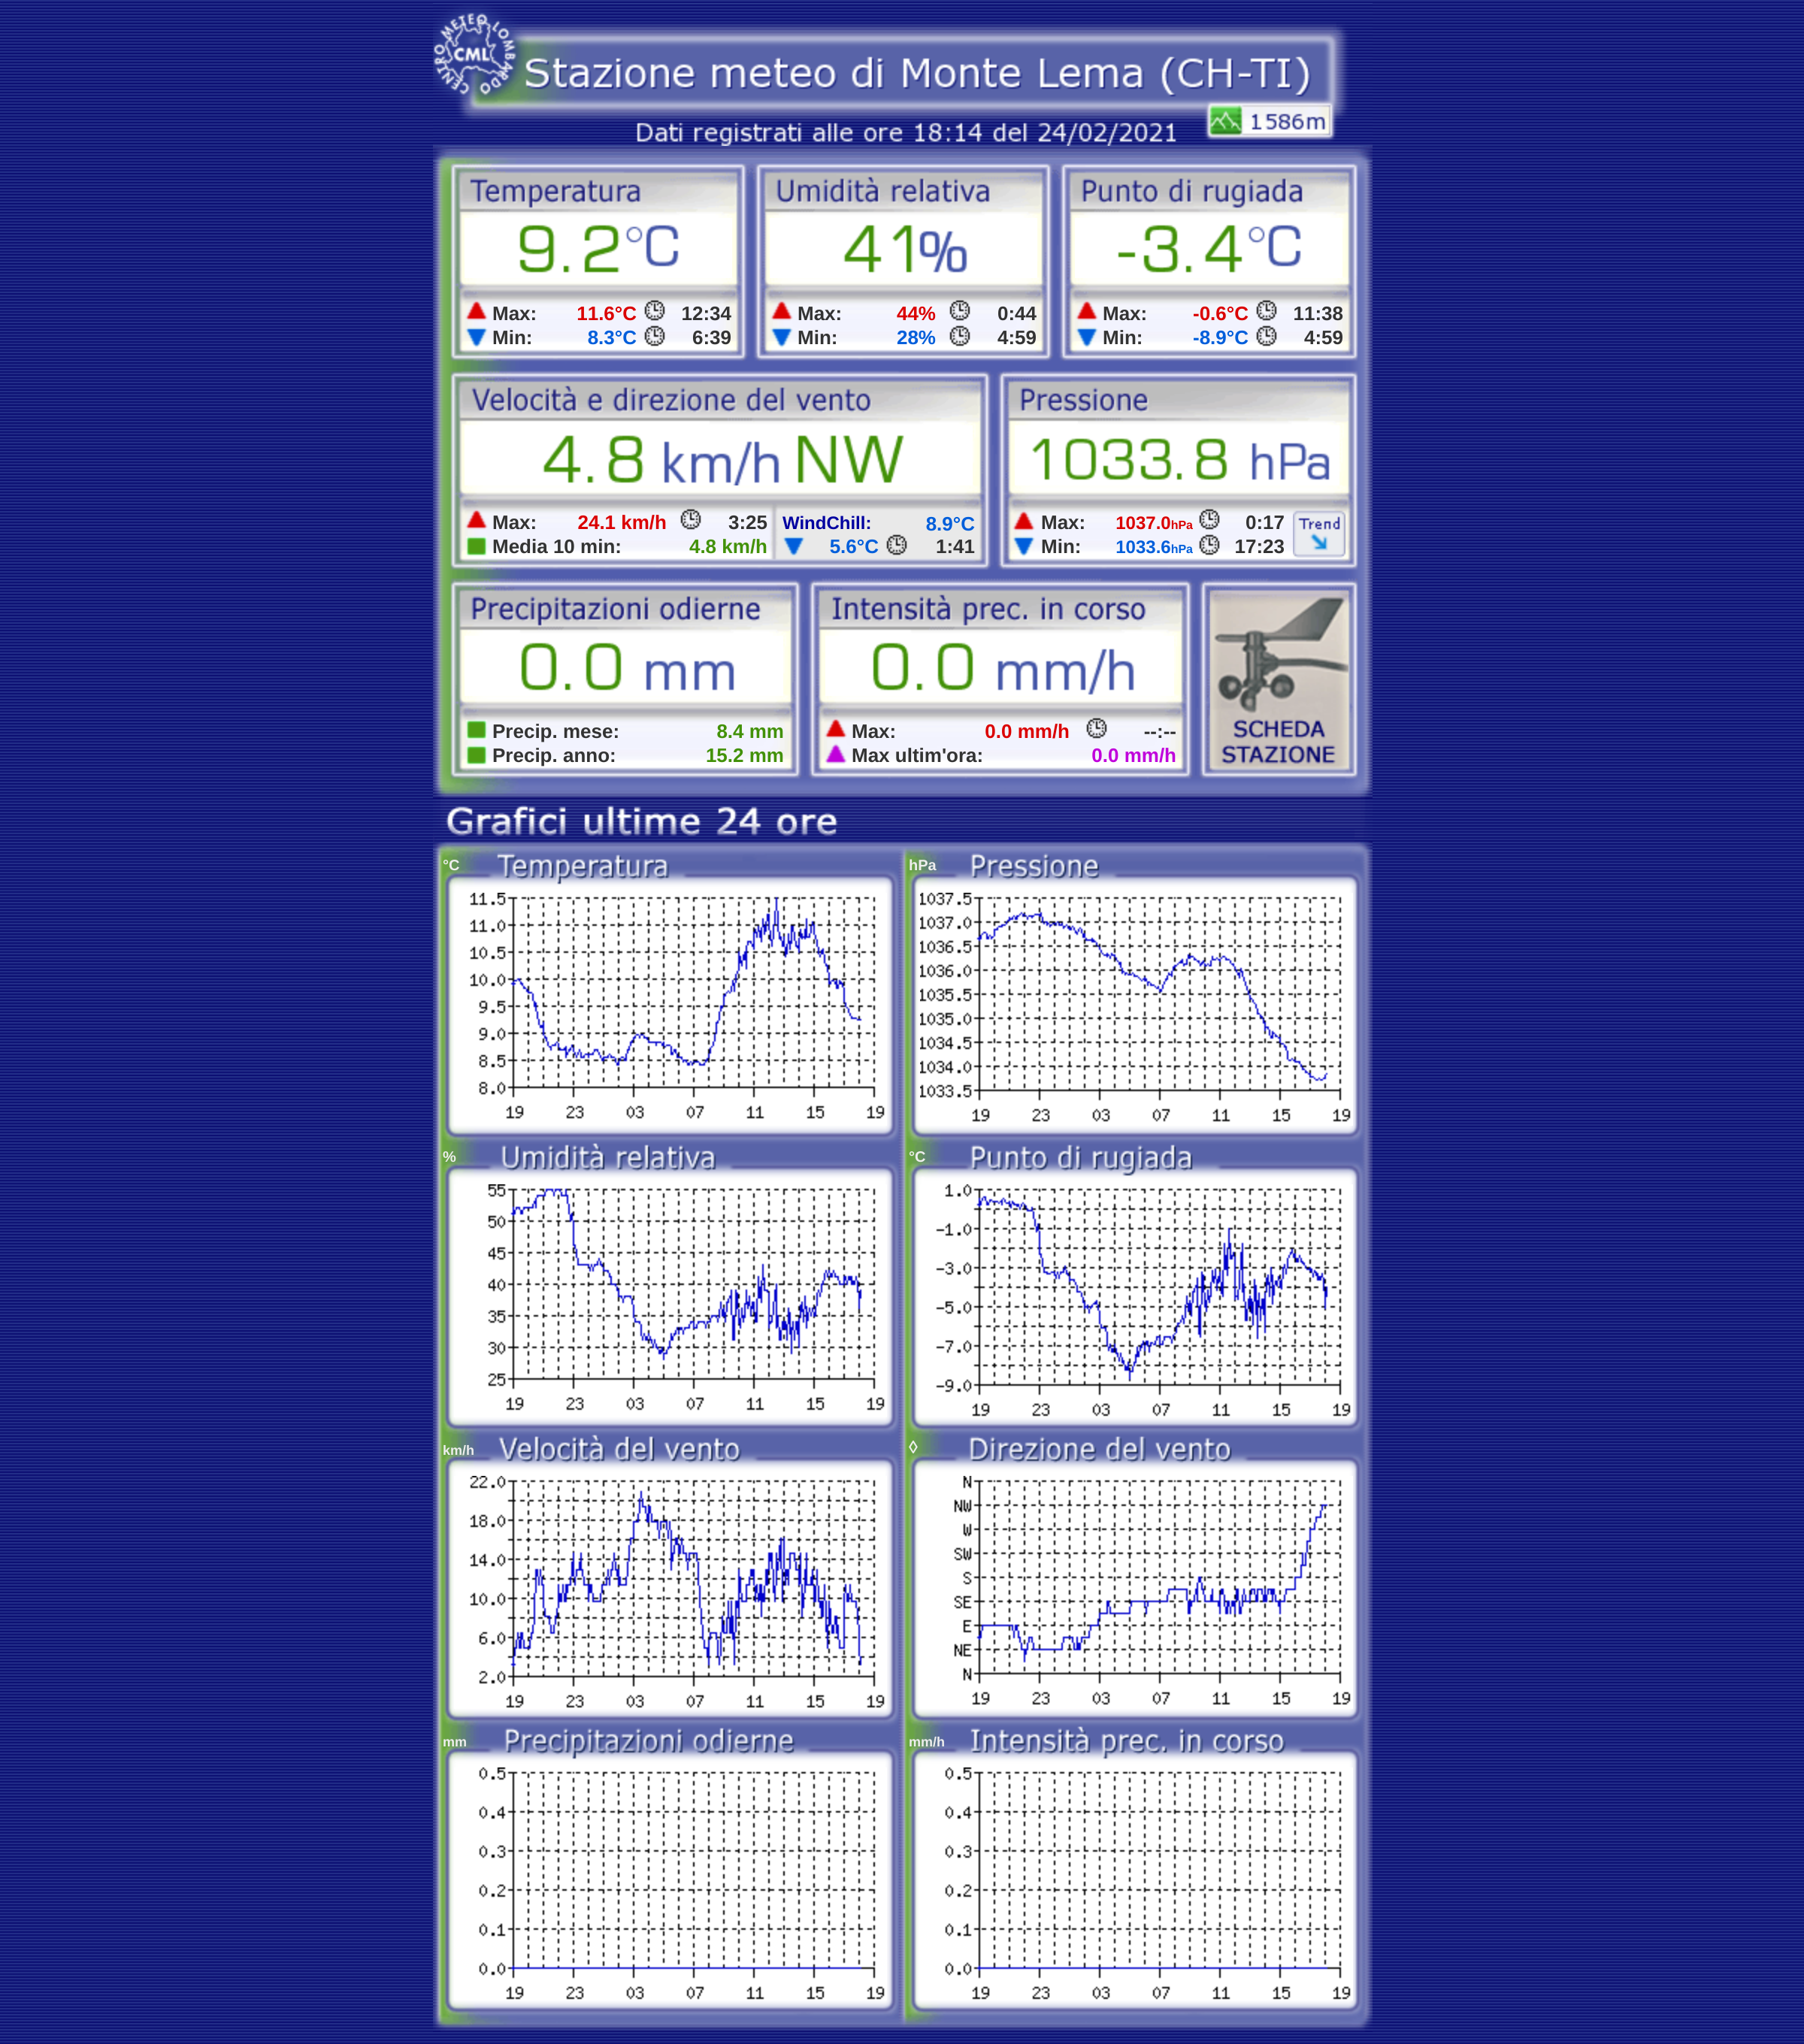 CENTRO METEO LOMBARDO
CML
Stazione meteo di Monte Lema (CH-TI)
1586m
Dati registrati alle ore 18:14 del 24/02/2021
Temperatura
9.2°C
Max: 11.6°C 12:34
Min: 8.3°C 6:39
Umidità relativa
41%
Max: 44% 0:44
Min: 28% 4:59
Punto di rugiada
-3.4°C
Max: -0.6°C 11:38
Min: -8.9°C 4:59
Velocità e direzione del vento
4.8 km/h NW
Max: 24.1 km/h 3:25
Media 10 min: 4.8 km/h
WindChill: 8.9°C
5.6°C 1:41
Pressione
1033.8 hPa
Max: 1037.0hPa 0:17
Min: 1033.6hPa 17:23
Trend
Precipitazioni odierne
0.0 mm
Precip. mese: 8.4 mm
Precip. anno: 15.2 mm
Intensità prec. in corso
0.0 mm/h
Max: 0.0 mm/h --:--
Max ultim'ora: 0.0 mm/h
SCHEDA
STAZIONE
Grafici ultime 24 ore
°C Temperatura
11.5
11.0
10.5
10.0
9.5
9.0
8.5
8.0
19 23 03 07 11 15 19
hPa Pressione
1037.5
1037.0
1036.5
1036.0
1035.5
1035.0
1034.5
1034.0
1033.5
19 23 03 07 11 15 19
% Umidità relativa
55
50
45
40
35
30
25
19 23 03 07 11 15 19
°C Punto di rugiada
1.0
-1.0
-3.0
-5.0
-7.0
-9.0
19 23 03 07 11 15 19
km/h Velocità del vento
22.0
18.0
14.0
10.0
6.0
2.0
19 23 03 07 11 15 19
◊ Direzione del vento
N
NW
W
SW
S
SE
E
NE
N
19 23 03 07 11 15 19
mm Precipitazioni odierne
0.5
0.4
0.3
0.2
0.1
0.0
19 23 03 07 11 15 19
mm/h Intensità prec. in corso
0.5
0.4
0.3
0.2
0.1
0.0
19 23 03 07 11 15 19